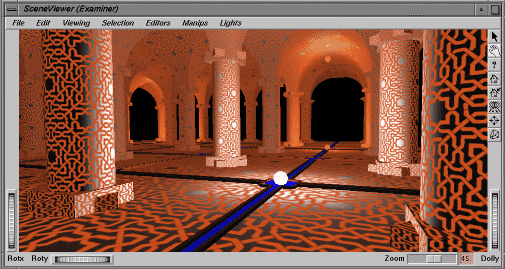 SceneViewer (Examiner)
File Edit Viewing Selection Editors Manips Lights
?
Rotx Roty Zoom 45. Dolly